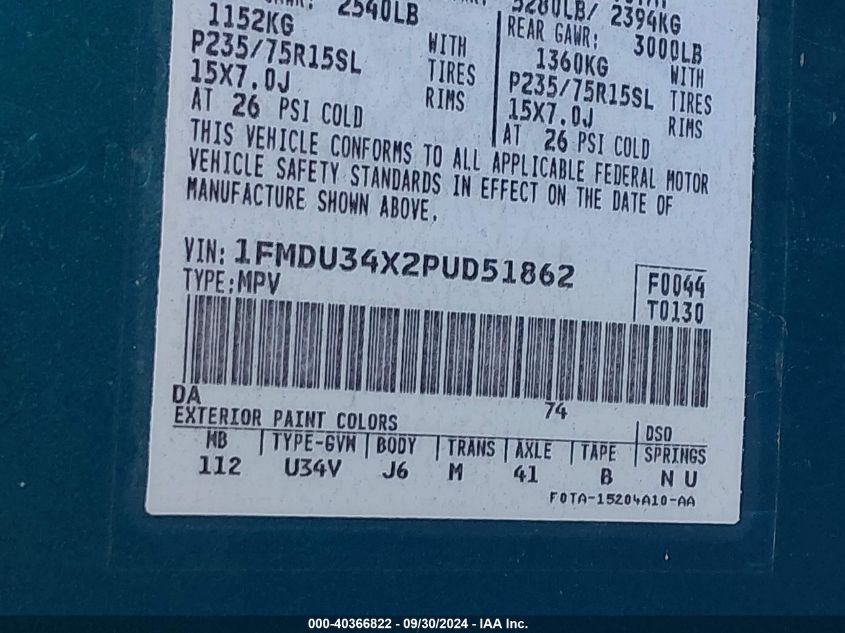 2540LB
1152KG
P235/75R15SL
15X7.0J
AT 26 PSI COLD
WITH
TIRES
RIMS
5280LB/ 2394KG
REAR GAWR: 3000LB
1360KG
P235/75R15SL
15X7.0J
AT 26 PSI COLD
WITH
TIRES
RIMS
THIS VEHICLE CONFORMS TO ALL APPLICABLE FEDERAL MOTOR
VEHICLE SAFETY STANDARDS IN EFFECT ON THE DATE OF
MANUFACTURE SHOWN ABOVE.
VIN: 1FMDU34X2PUD51862
TYPE:MPV
F0044
T0130
DA
74
EXTERIOR PAINT COLORS
DSO
MB TYPE-GVW BODY TRANS AXLE TAPE SPRINGS
112 U34V J6 M 41 B N U
F0TA-15204A10-AA
000-40366822 - 09/30/2024 - IAA Inc.